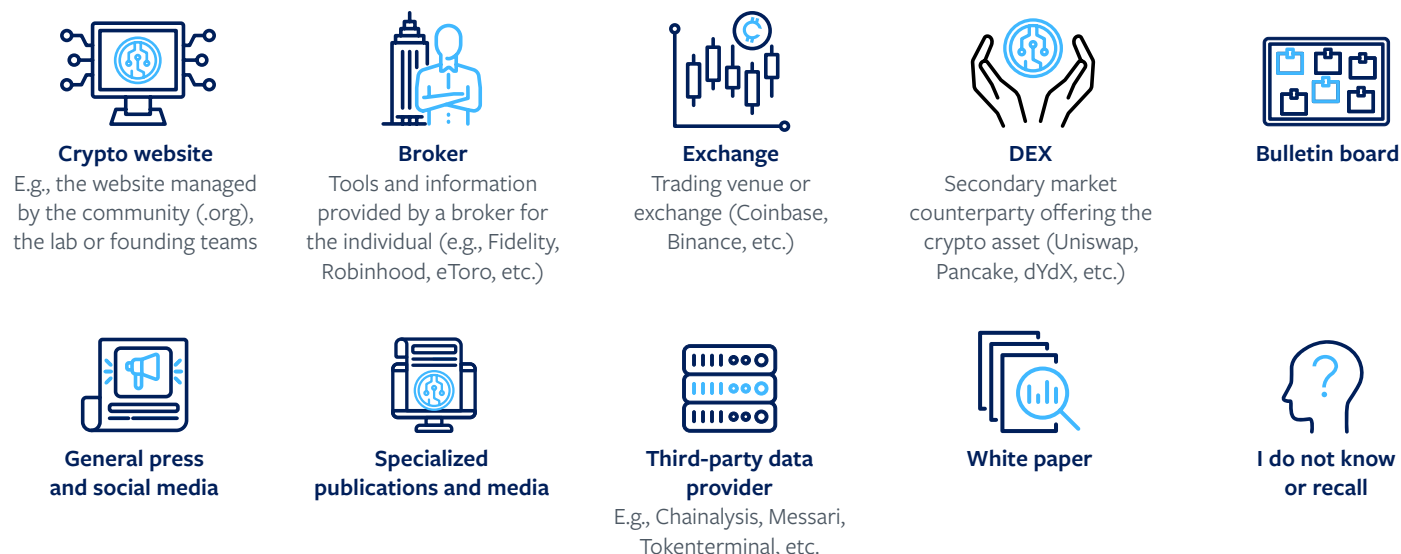 Crypto website
E.g., the website managed
by the community (.org),
the lab or founding teams
Broker
Tools and information
provided by a broker for
the individual (e.g., Fidelity,
Robinhood, eToro, etc.)
Exchange
Trading venue or
exchange (Coinbase,
Binance, etc.)
DEX
Secondary market
counterparty offering the
crypto asset (Uniswap,
Pancake, dYdX, etc.)
Bulletin board
General press
and social media
Specialized
publications and media
Third-party data
provider
E.g., Chainalysis, Messari,
Tokenterminal, etc.
White paper
?
I do not know
or recall